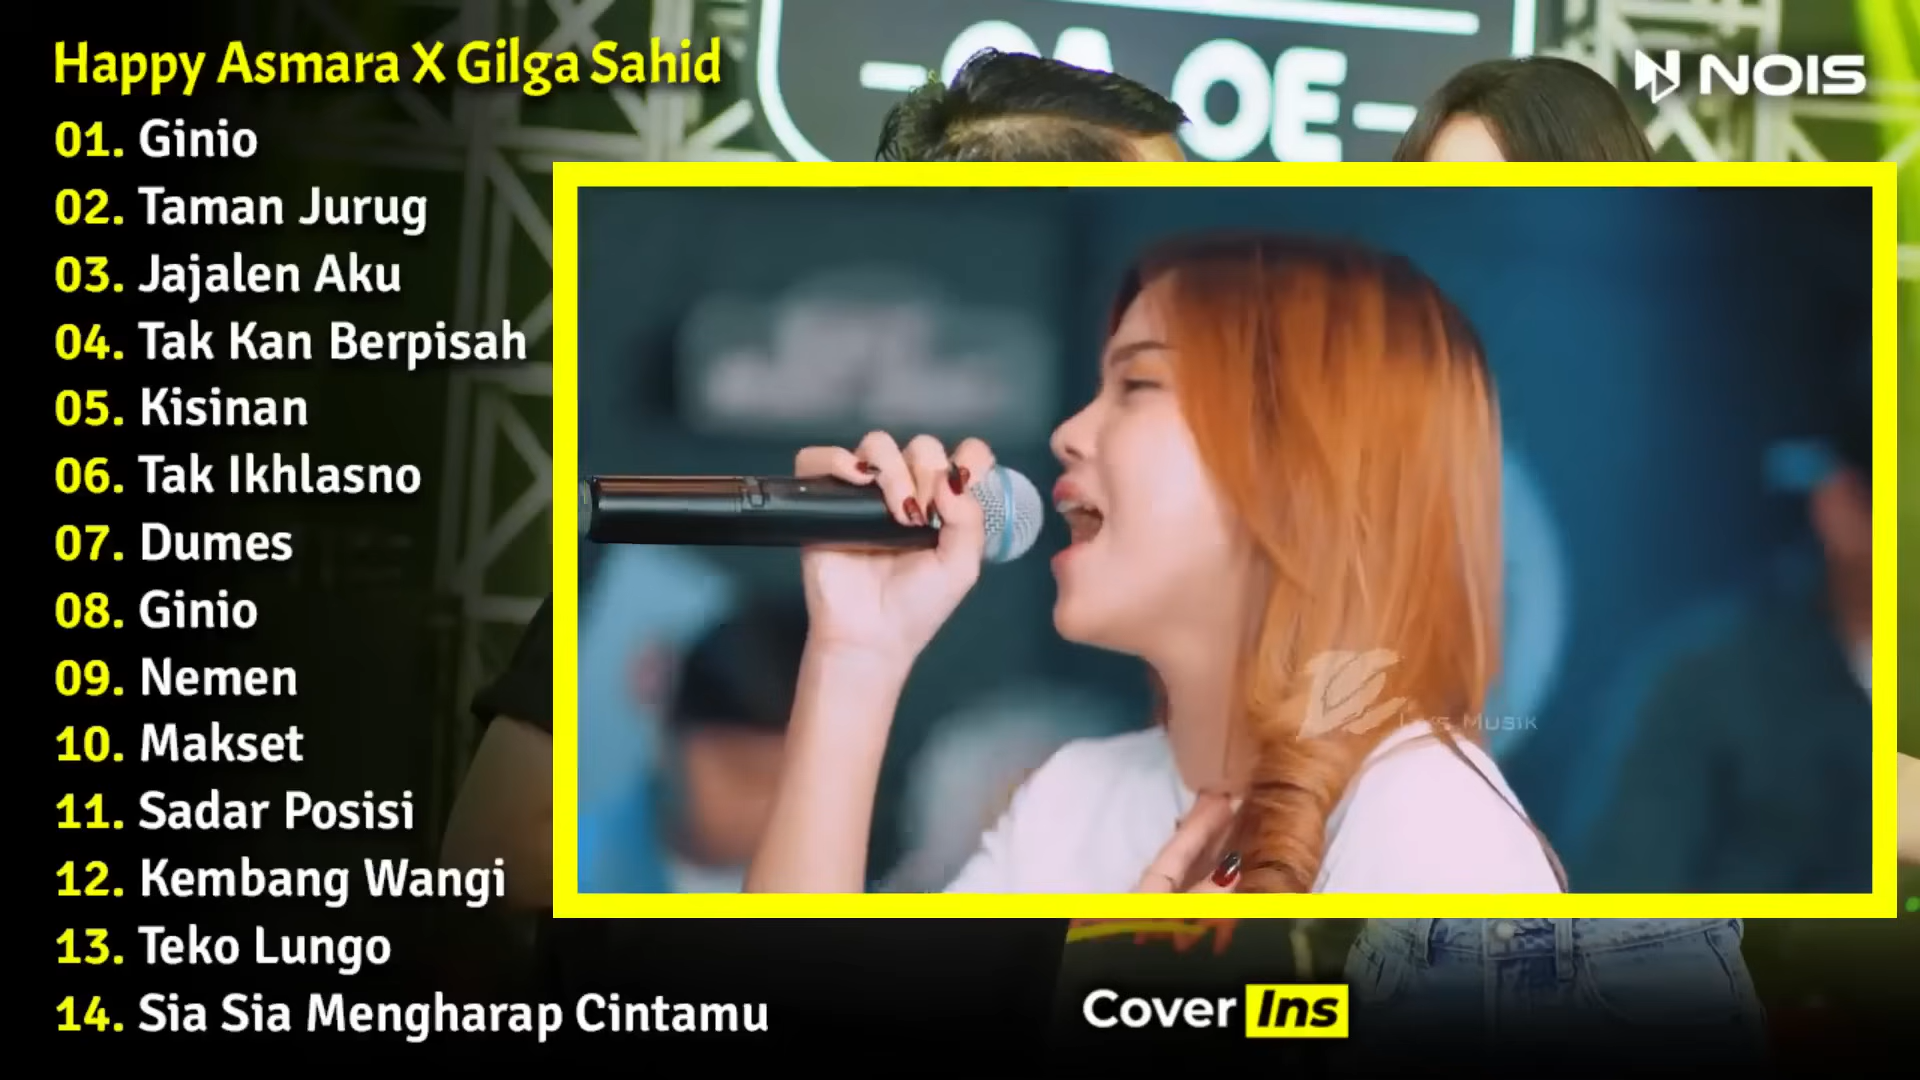 Happy Asmara X Gilga Sahid
01. Ginio
02. Taman Jurug
03. Jajalen Aku
04. Tak Kan Berpisah
05. Kisinan
06. Tak Ikhlasno
07. Dumes
08. Ginio
09. Nemen
10. Makset
11. Sadar Posisi
12. Kembang Wangi
13. Teko Lungo
14. Sia Sia Mengharap Cintamu
NOIS
OE
Musik
Cover Ins